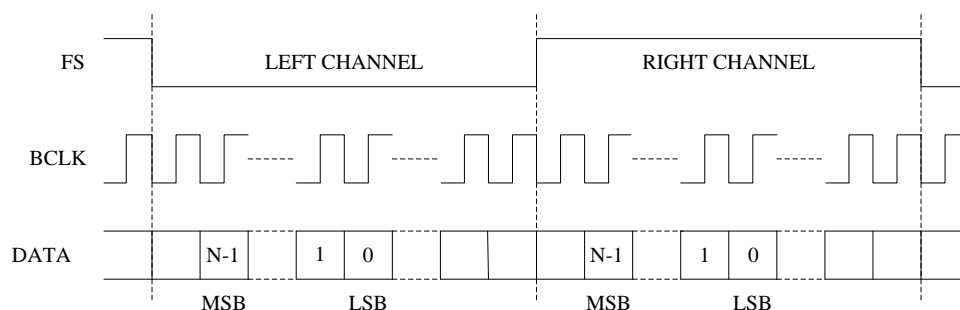 FS LEFT CHANNEL RIGHT CHANNEL
BCLK
DATA N-1 1 0 N-1 1 0
MSB LSB MSB LSB